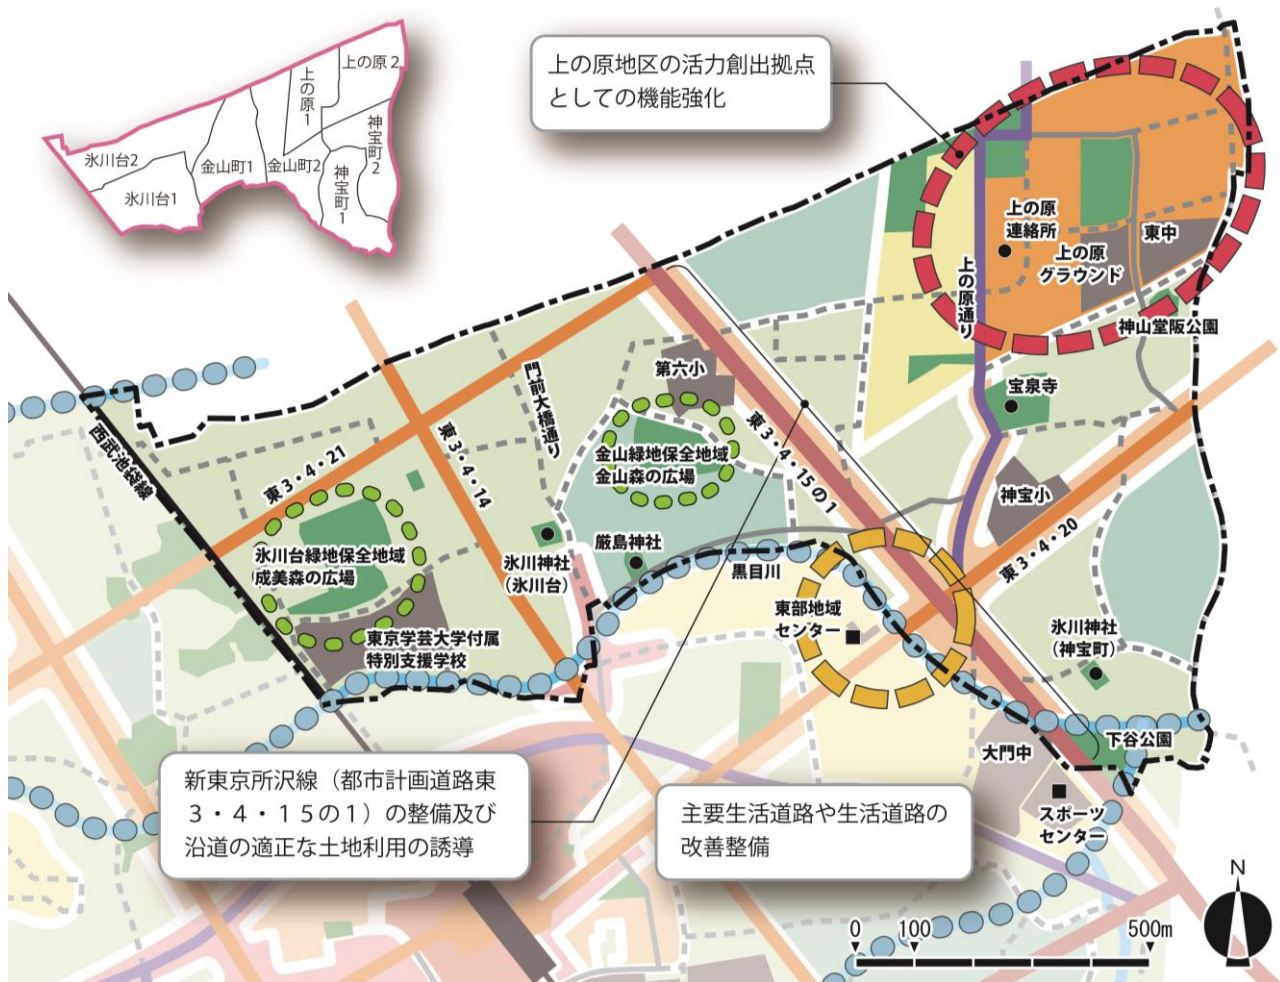 上の原2
上の原1
神宝町2
氷川台2
金山町1
金山町2
氷川台1
神宝町1
上の原地区の活力創出拠点
としての機能強化
上の原
連絡所
東中
上の原
グラウンド
上の原通り
神山堂阪公園
第六小
門前大橋通り
宝泉寺
西武池袋線
東3・4・21
東3・4・14
金山緑地保全地域
金山森の広場
東3・4・15の1
神宝小
氷川台緑地保全地域
成美森の広場
氷川神社
(氷川台)
厳島神社
黒目川
東3・4・20
東部地域
センター
東京学芸大学付属
特別支援学校
氷川神社
(神宝町)
大門中
下谷公園
スポーツ
センター
新東京所沢線（都市計画道路東
３・４・１５の1）の整備及び
沿道の適正な土地利用の誘導
主要生活道路や生活道路の
改善整備
N
0 100 500m